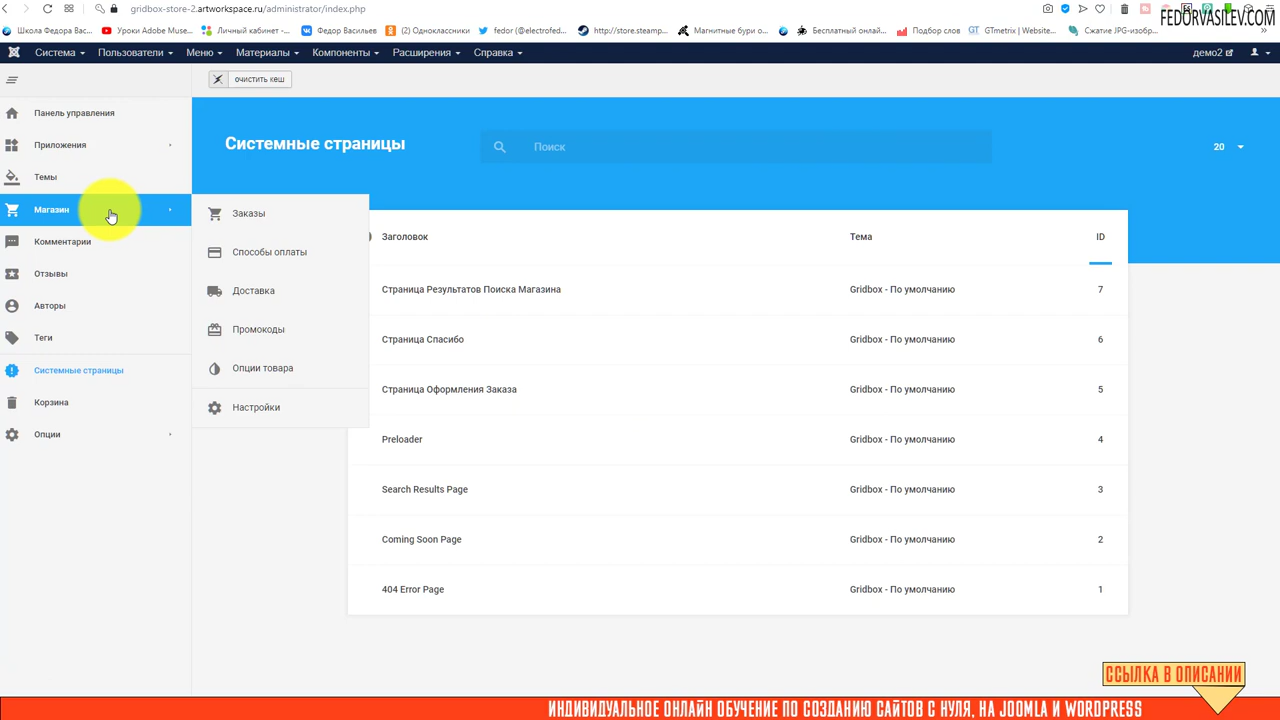 gridbox-store-2.artworkspace.ru/administrator/index.php
FEDORVASILEV.COM
Школа Федора Вас...
Уроки Adobe Muse...
Личный кабинет -...
Федор Васильев
(2) Одноклассники
fedor (@electrofed...
http://store.steamp...
Магнитные бури о...
Бесплатный онлай...
Подбор слов
GTmetrix | Website...
Сжатие JPG-изобр...
Система
Пользователи
Меню
Материалы
Компоненты
Расширения
Справка
демо2
очистить кеш
Панель управления
Приложения
Темы
Магазин
Комментарии
Отзывы
Авторы
Теги
Системные страницы
Корзина
Опции
Заказы
Способы оплаты
Доставка
Промокоды
Опции товара
Настройки
Системные страницы
Поиск
20
Заголовок Тема ID
Страница Результатов Поиска Магазина Gridbox - По умолчанию 7
Страница Спасибо Gridbox - По умолчанию 6
Страница Оформления Заказа Gridbox - По умолчанию 5
Preloader Gridbox - По умолчанию 4
Search Results Page Gridbox - По умолчанию 3
Coming Soon Page Gridbox - По умолчанию 2
404 Error Page Gridbox - По умолчанию 1
ССЫЛКА В ОПИСАНИИ
ИНДИВИДУАЛЬНОЕ ОНЛАЙН ОБУЧЕНИЕ ПО СОЗДАНИЮ САЙТОВ С НУЛЯ, НА JOOMLA И WORDPRESS